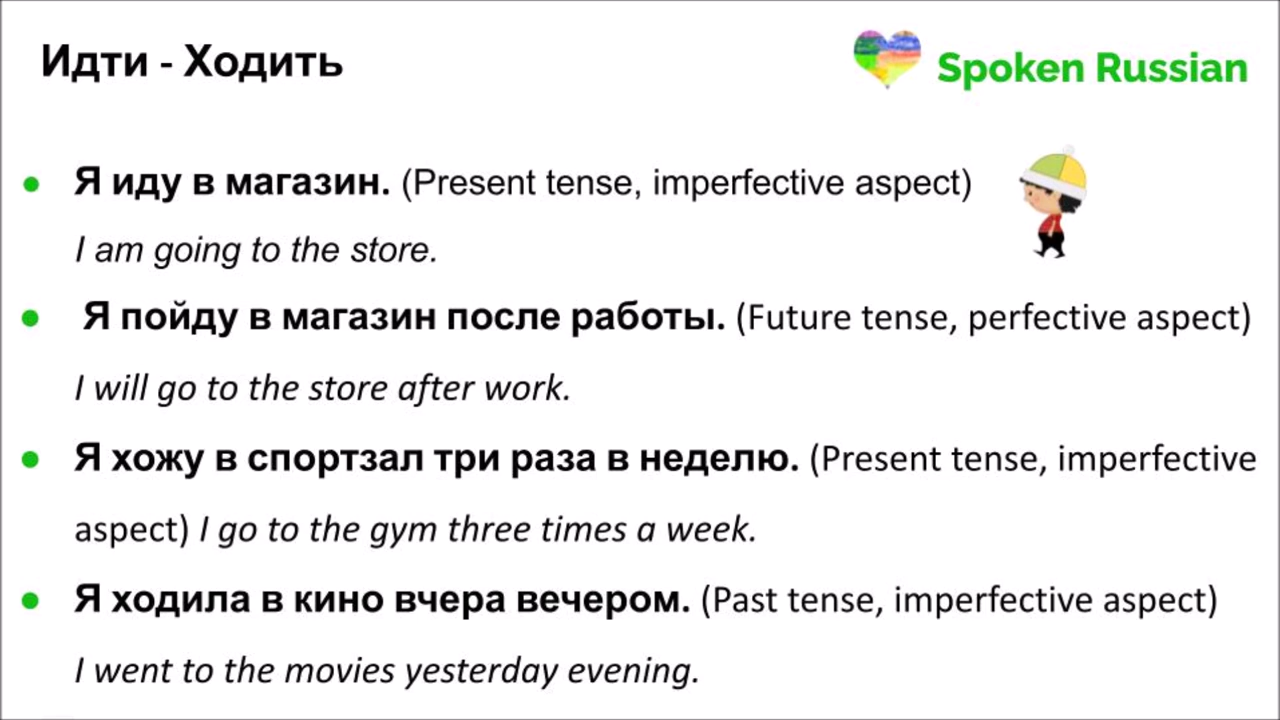 Идти - Ходить
Spoken Russian
● Я иду в магазин. (Present tense, imperfective aspect)
I am going to the store.
● Я пойду в магазин после работы. (Future tense, perfective aspect)
I will go to the store after work.
● Я хожу в спортзал три раза в неделю. (Present tense, imperfective
aspect) I go to the gym three times a week.
● Я ходила в кино вчера вечером. (Past tense, imperfective aspect)
I went to the movies yesterday evening.